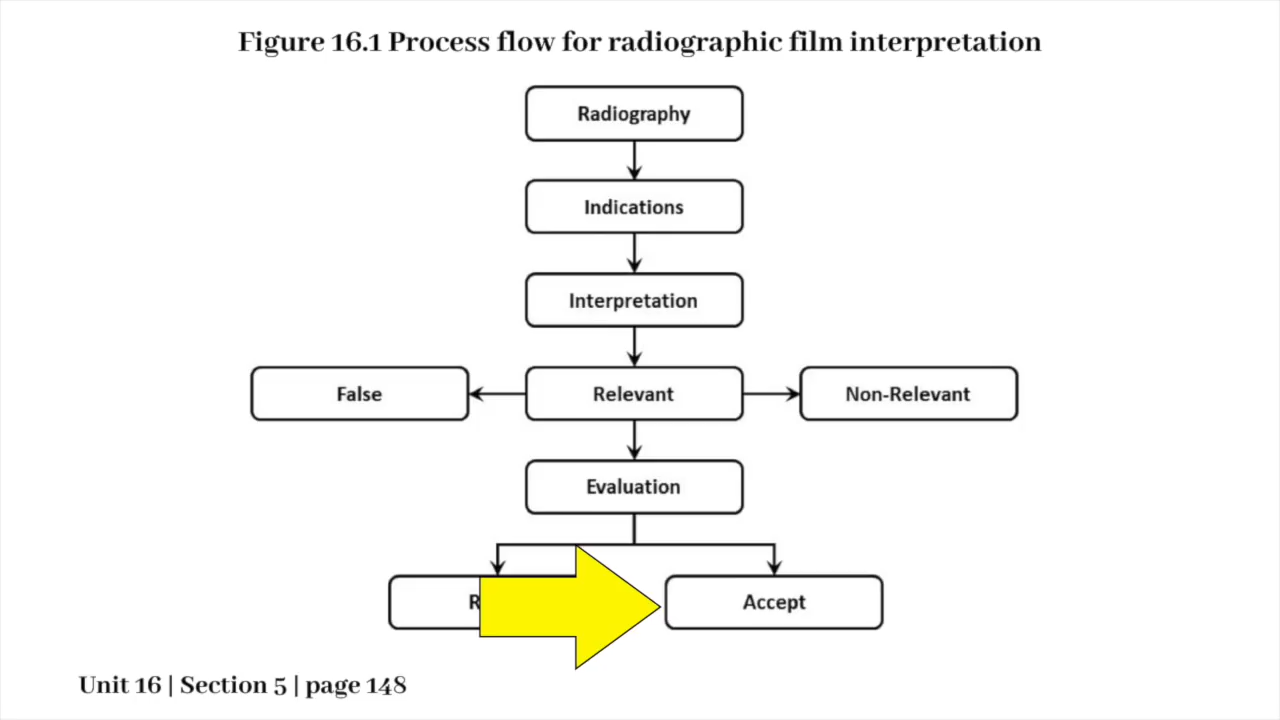 Figure 16.1 Process flow for radiographic film interpretation
Radiography
Indications
Interpretation
False
Relevant
Non-Relevant
Evaluation
Accept
Unit 16 | Section 5 | page 148